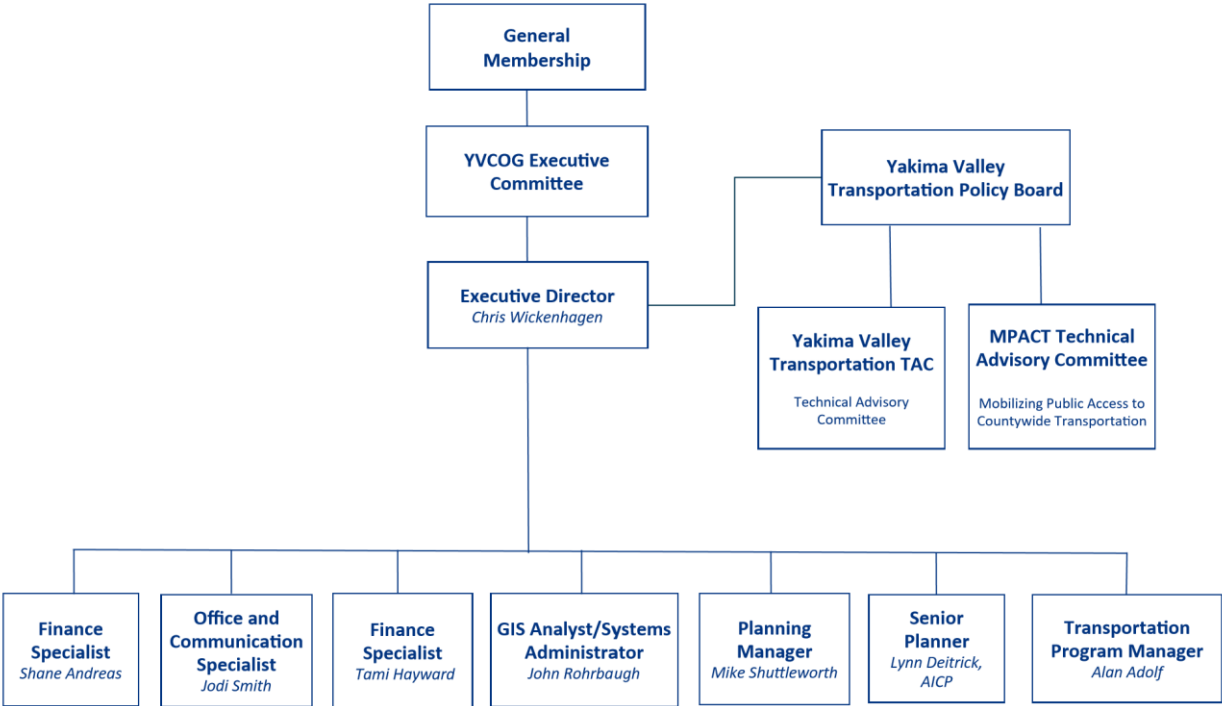 General
Membership
YVCOG Executive
Committee
Yakima Valley
Transportation Policy Board
Executive Director
Chris Wickenhagen
Yakima Valley
Transportation TAC
Technical Advisory
Committee
MPACT Technical
Advisory Committee
Mobilizing Public Access to
Countywide Transportation
Finance
Specialist
Shane Andreas
Office and
Communication
Specialist
Jodi Smith
Finance
Specialist
Tami Hayward
GIS Analyst/Systems
Administrator
John Rohrbaugh
Planning
Manager
Mike Shuttleworth
Senior
Planner
Lynn Deitrick,
AICP
Transportation
Program Manager
Alan Adolf